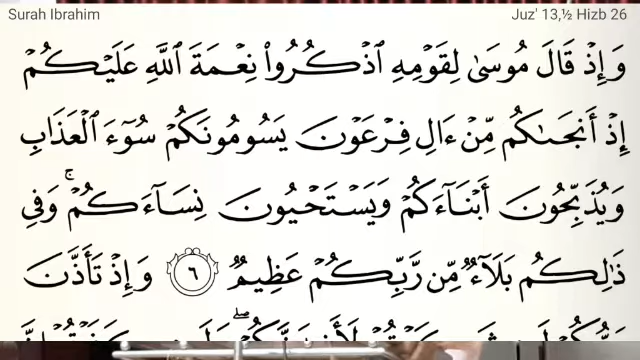 Surah Ibrahim
Juz' 13,½ Hizb 26
وَإِذْ قَالَ مُوسَىٰ لِقَوْمِهِ ٱذْكُرُوا۟ نِعْمَةَ ٱللَّهِ عَلَيْكُمْ
إِذْ أَنجَىٰكُم مِّنْ ءَالِ فِرْعَوْنَ يَسُومُونَكُمْ سُوٓءَ ٱلْعَذَابِ
وَيُذَبِّحُونَ أَبْنَآءَكُمْ وَيَسْتَحْيُونَ نِسَآءَكُمْ ۚ وَفِى
ذَٰلِكُم بَلَآءٌ مِّن رَّبِّكُمْ عَظِيمٌ ٦ وَإِذْ تَأَذَّنَ